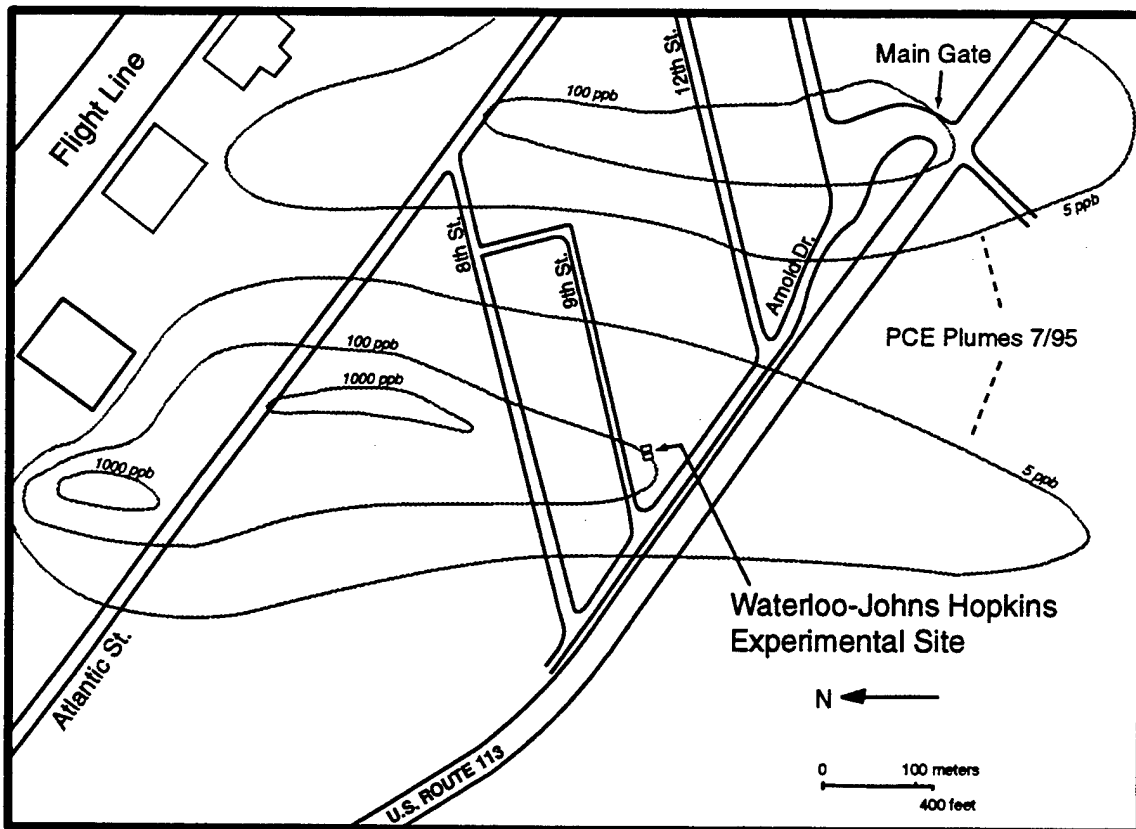 Flight Line
12th St.
Main Gate
100 ppb
5 ppb
8th St.
9th St.
Arnold Dr.
PCE Plumes 7/95
100 ppb
1000 ppb
1000 ppb
5 ppb
Waterloo-Johns Hopkins
Experimental Site
Atlantic St.
N
U.S. ROUTE 113
0 100 meters
400 feet